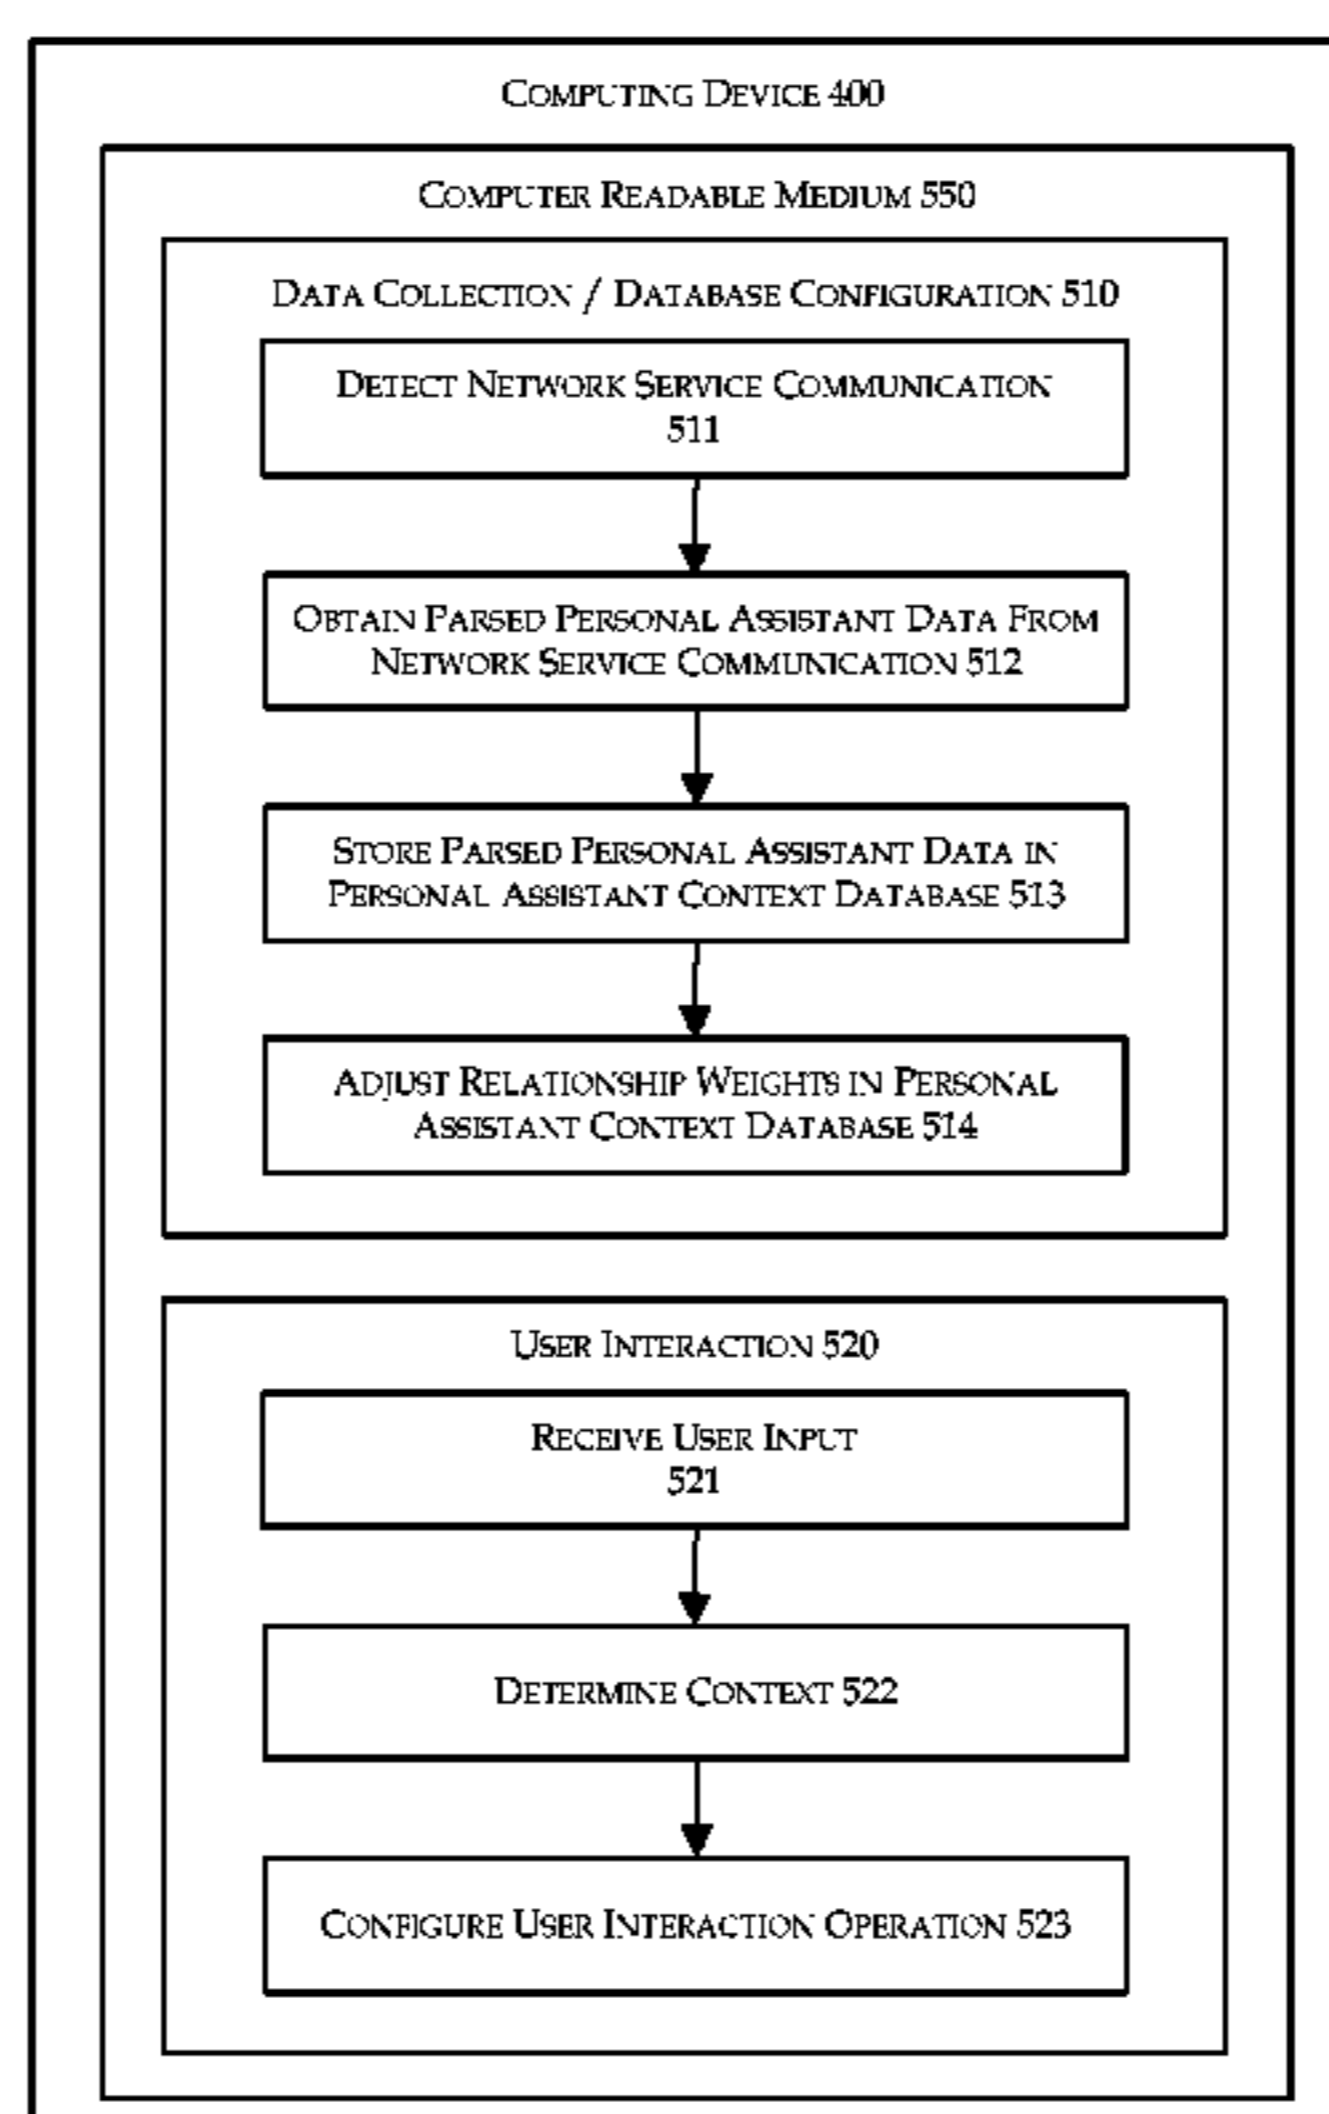 COMPUTING DEVICE 400
COMPUTER READABLE MEDIUM 550
DATA COLLECTION / DATABASE CONFIGURATION 510
DETECT NETWORK SERVICE COMMUNICATION
511
OBTAIN PARSED PERSONAL ASSISTANT DATA FROM
NETWORK SERVICE COMMUNICATION 512
STORE PARSED PERSONAL ASSISTANT DATA IN
PERSONAL ASSISTANT CONTEXT DATABASE 513
ADJUST RELATIONSHIP WEIGHTS IN PERSONAL
ASSISTANT CONTEXT DATABASE 514
USER INTERACTION 520
RECEIVE USER INPUT
521
DETERMINE CONTEXT 522
CONFIGURE USER INTERACTION OPERATION 523